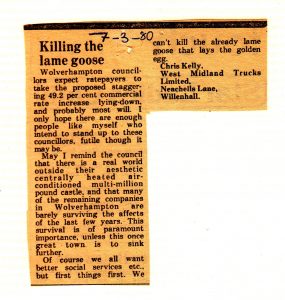 7-3-80
Killing the
lame goose
Wolverhampton council-
lors expect ratepayers to
take the proposed stagger-
ing 49.2 per cent commercial
rate increase lying-down,
and probably most will. I
only hope there are enough
people like myself who
intend to stand up to these
councillors, futile though it
may be.
May I remind the council
that there is a real world
outside their aesthetic
centrally heated air-
conditioned multi-million
pound castle, and that many
of the remaining companies
in Wolverhampton are
barely surviving the affects
of the last few years. This
survival is of paramount
importance, unless this once
great town is to sink
further.
Of course we all want
better social services etc.,
but first things first. We
can't kill the already lame
goose that lays the golden
egg.
Chris Kelly,
West Midland Trucks
Limited,
Neachells Lane,
Willenhall.